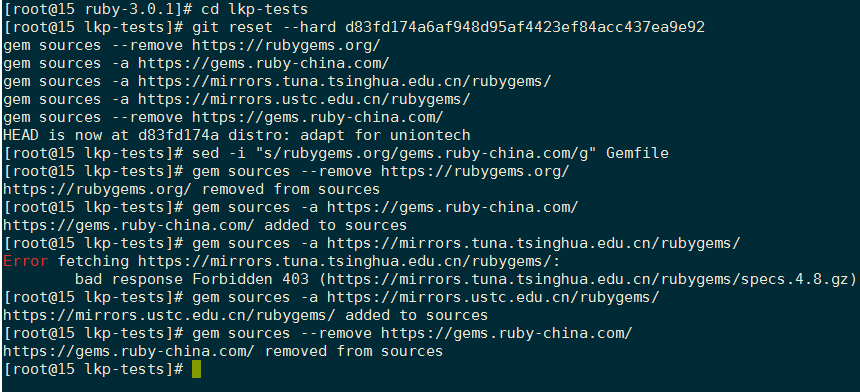 [root@15 ruby-3.0.1]# cd lkp-tests
[root@15 lkp-tests]# git reset --hard d83fd174a6af948d95af4423ef84acc437ea9e92
gem sources --remove https://rubygems.org/
gem sources -a https://gems.ruby-china.com/
gem sources -a https://mirrors.tuna.tsinghua.edu.cn/rubygems/
gem sources -a https://mirrors.ustc.edu.cn/rubygems/
gem sources --remove https://gems.ruby-china.com/
HEAD is now at d83fd174a distro: adapt for uniontech
[root@15 lkp-tests]# sed -i "s/rubygems.org/gems.ruby-china.com/g" Gemfile
[root@15 lkp-tests]# gem sources --remove https://rubygems.org/
https://rubygems.org/ removed from sources
[root@15 lkp-tests]# gem sources -a https://gems.ruby-china.com/
https://gems.ruby-china.com/ added to sources
[root@15 lkp-tests]# gem sources -a https://mirrors.tuna.tsinghua.edu.cn/rubygems/
Error fetching https://mirrors.tuna.tsinghua.edu.cn/rubygems/:
        bad response Forbidden 403 (https://mirrors.tuna.tsinghua.edu.cn/rubygems/specs.4.8.gz)
[root@15 lkp-tests]# gem sources -a https://mirrors.ustc.edu.cn/rubygems/
https://mirrors.ustc.edu.cn/rubygems/ added to sources
[root@15 lkp-tests]# gem sources --remove https://gems.ruby-china.com/
https://gems.ruby-china.com/ removed from sources
[root@15 lkp-tests]#